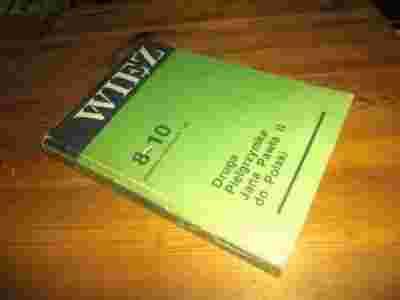 WIĘŹ
8-10
Druga
Pielgrzymka
Jana Pawła II
do Polski